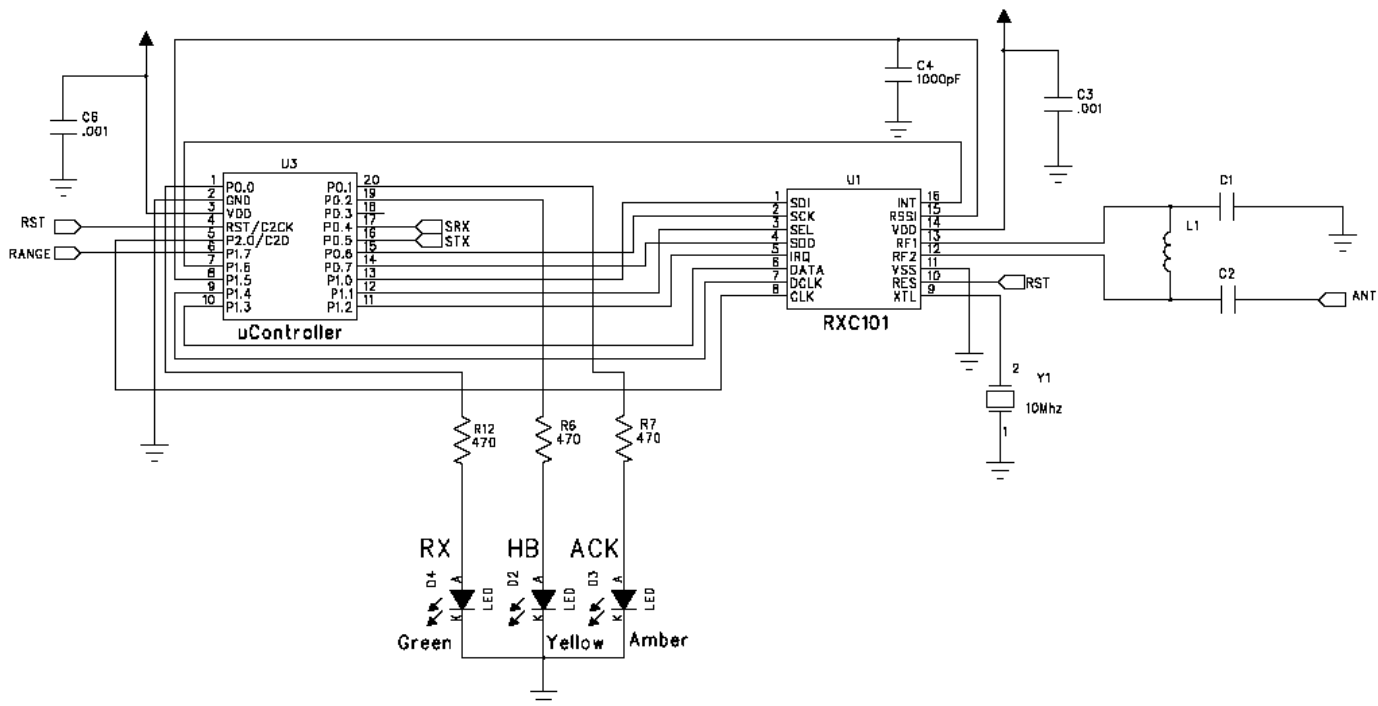 C6
.001
C4
1000pF
C3
.001
U3
1 P0.0 P0.1 20
2 GND P0.2 19
3 VDD P0.3 18
4 RST/C2CK P0.4 17
5 P2.0/C2D P0.5 16
6 P1.7 P0.6 15
7 P1.6 P0.7 14
8 P1.5 P1.0 13
9 P1.4 P1.1 12
10 P1.3 P1.2 11
uController
RST
RANGE
SRX
STX
U1
1 SDI INT 16
2 SCK RSSI 15
3 SEL VDD 14
4 SDO RF1 13
5 IRQ RF2 12
6 DATA VSS 11
7 DCLK RES 10
8 CLK XTL 9
RXC101
RST
C1
L1
C2
ANT
2
Y1
10Mhz
1
R12
470
R6
470
R7
470
RX HB ACK
D4 A K LED
D2 A K LED
D3 A K LED
Green Yellow Amber